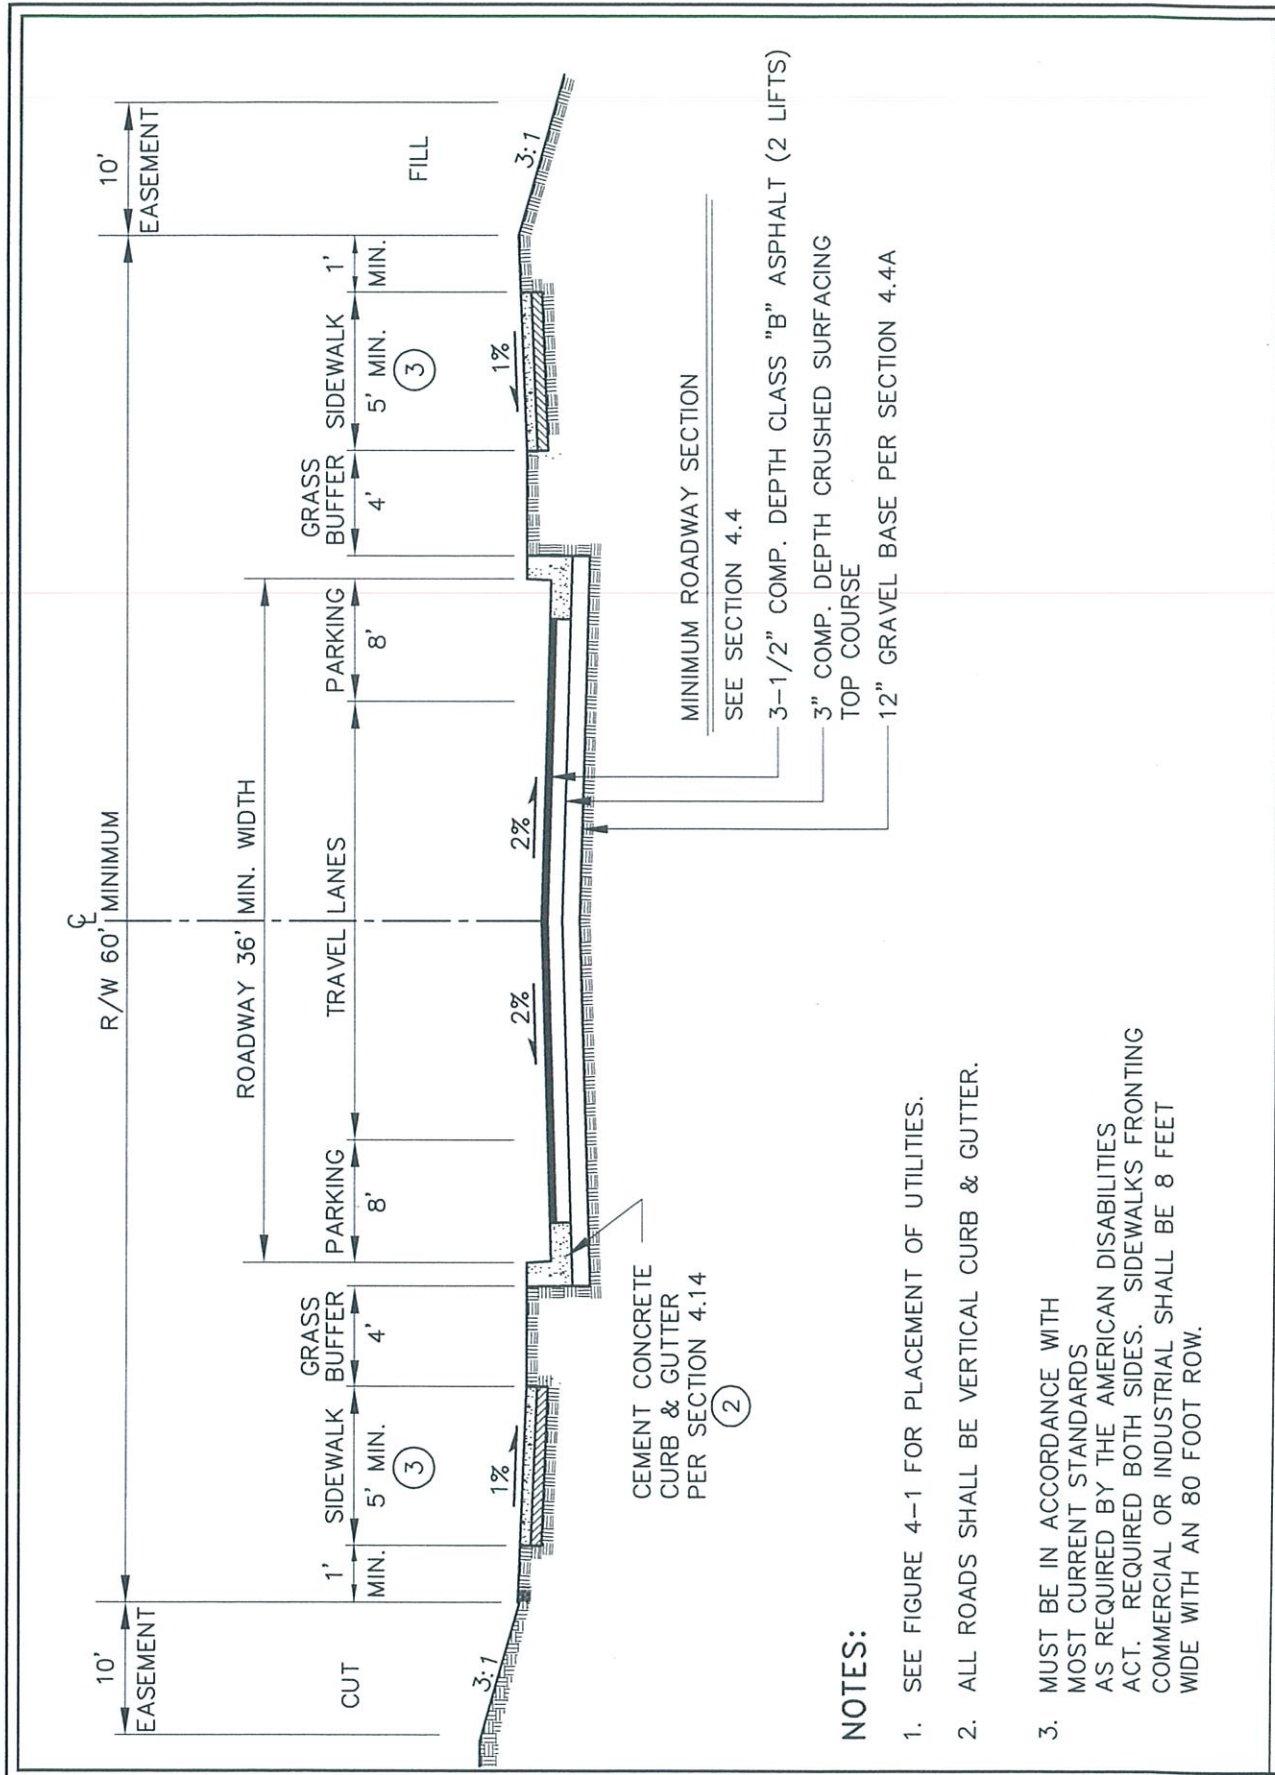 ℄
R/W 60' MINIMUM
10'
EASEMENT
10'
EASEMENT
ROADWAY 36' MIN. WIDTH
CUT
1'
MIN.
SIDEWALK
5' MIN.
3
GRASS
BUFFER
4'
PARKING
8'
TRAVEL LANES
PARKING
8'
GRASS
BUFFER
4'
SIDEWALK
5' MIN.
3
1'
MIN.
FILL
3:1
1%
2%
2%
1%
3:1
CEMENT CONCRETE
CURB & GUTTER
PER SECTION 4.14
2
MINIMUM ROADWAY SECTION
SEE SECTION 4.4
3-1/2" COMP. DEPTH CLASS "B" ASPHALT (2 LIFTS)
3" COMP. DEPTH CRUSHED SURFACING
TOP COURSE
12" GRAVEL BASE PER SECTION 4.4A
NOTES:
1. SEE FIGURE 4-1 FOR PLACEMENT OF UTILITIES.
2. ALL ROADS SHALL BE VERTICAL CURB & GUTTER.
3. MUST BE IN ACCORDANCE WITH
MOST CURRENT STANDARDS
AS REQUIRED BY THE AMERICAN DISABILITIES
ACT. REQUIRED BOTH SIDES. SIDEWALKS FRONTING
COMMERCIAL OR INDUSTRIAL SHALL BE 8 FEET
WIDE WITH AN 80 FOOT ROW.